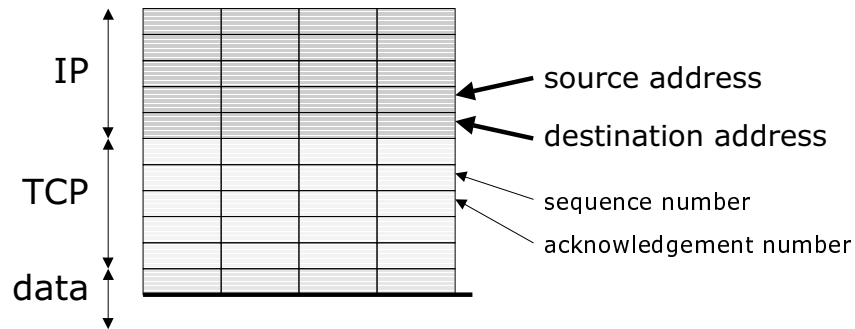 IP
source address
destination address
TCP
sequence number
acknowledgement number
data